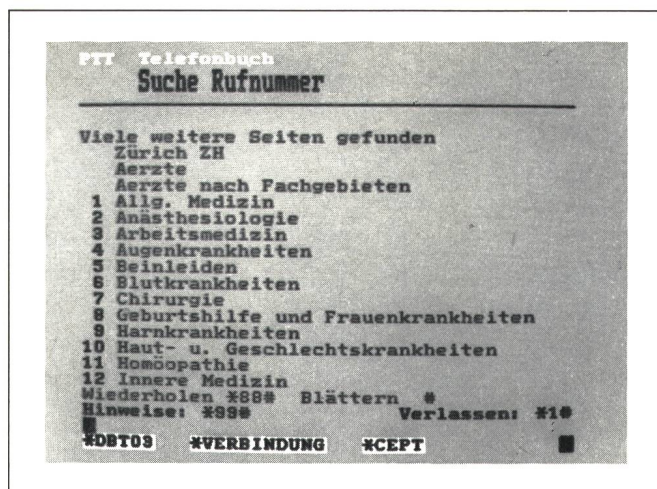 PTT Telefonbuch
Suche Rufnummer
Viele weitere Seiten gefunden
Zürich ZH
Aerzte
Aerzte nach Fachgebieten
1 Allg. Medizin
2 Anästhesiologie
3 Arbeitsmedizin
4 Augenkrankheiten
5 Beinleiden
6 Blutkrankheiten
7 Chirurgie
8 Geburtshilfe und Frauenkrankheiten
9 Harnkrankheiten
10 Haut- u. Geschlechtskrankheiten
11 Homöopathie
12 Innere Medizin
Wiederholen *88# Blättern #
Hinweise: *99# Verlassen: *1#
*DBT03 *VERBINDUNG *CEPT